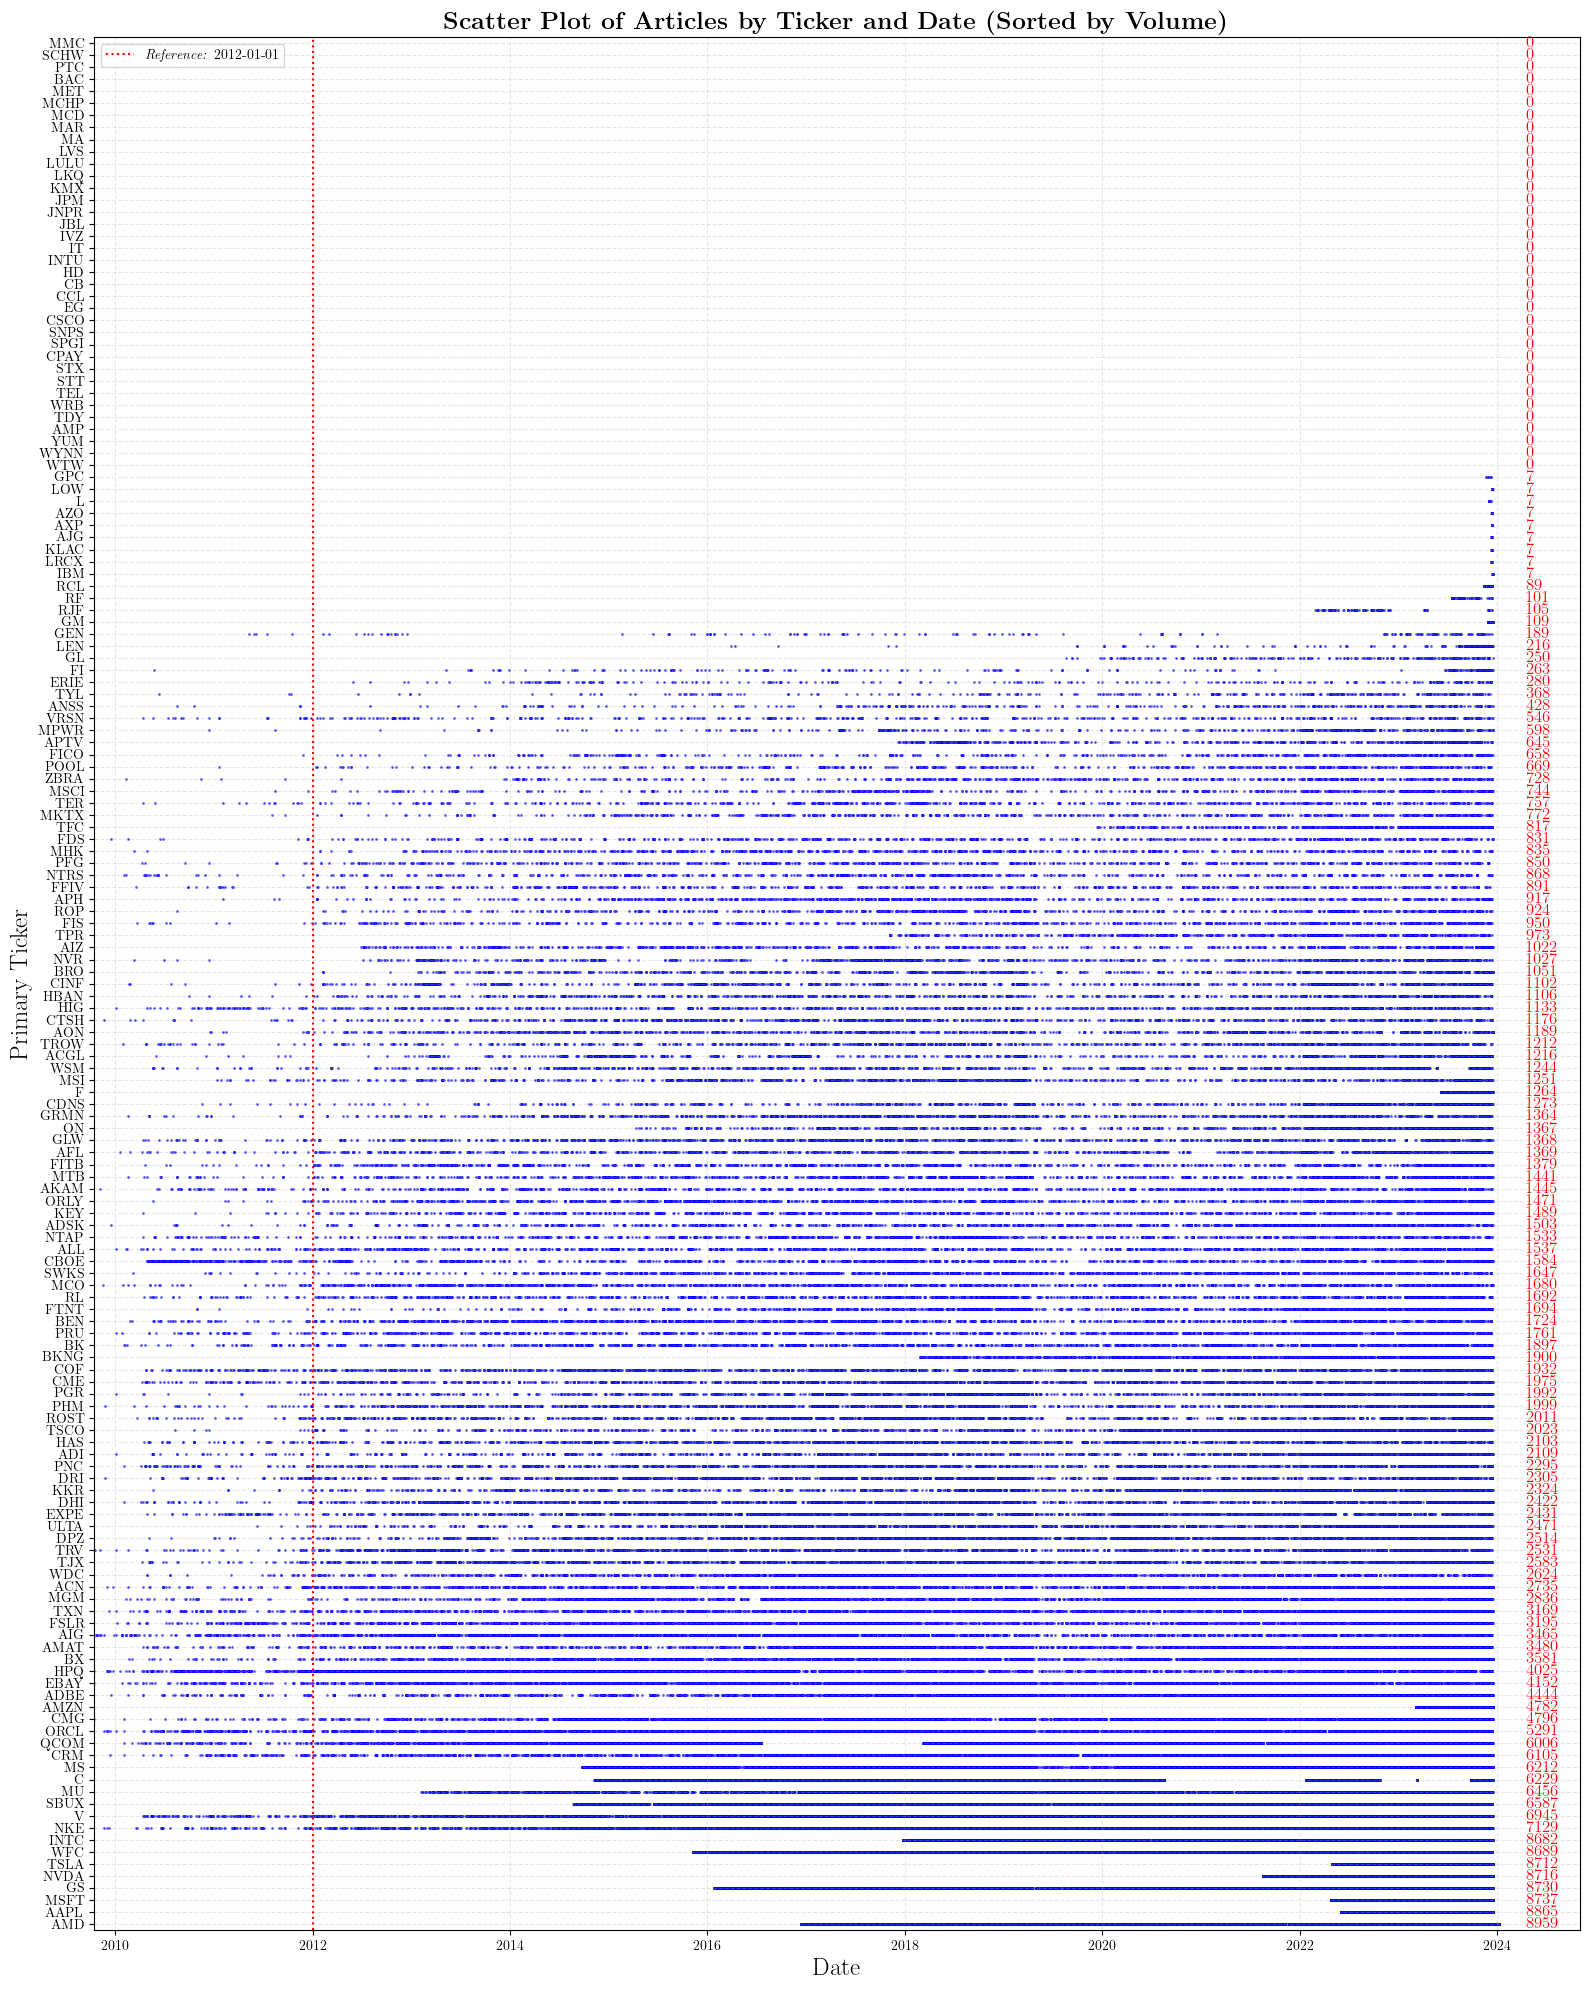 Scatter Plot of Articles by Ticker and Date (Sorted by Volume)
Reference: 2012-01-01
Primary Ticker
MMC 0
SCHW 0
PTC 0
BAC 0
MET 0
MCHP 0
MCD 0
MAR 0
MA 0
LVS 0
LULU 0
LKQ 0
KMX 0
JPM 0
JNPR 0
JBL 0
IVZ 0
IT 0
INTU 0
HD 0
CB 0
CCL 0
EG 0
CSCO 0
SNPS 0
SPGI 0
CPAY 0
STX 0
STT 0
TEL 0
WRB 0
TDY 0
AMP 0
YUM 0
WYNN 0
WTW 0
GPC 7
LOW 7
L 7
AZO 7
AXP 7
AJG 7
KLAC 7
LRCX 7
IBM 7
RCL 89
RF 101
RJF 105
GM 109
GEN 189
LEN 216
GL 250
FI 263
ERIE 280
TYL 368
ANSS 428
VRSN 546
MPWR 598
APTV 645
FICO 658
POOL 669
ZBRA 728
MSCI 744
TER 757
MKTX 772
TFC 817
FDS 831
MHK 835
PFG 850
NTRS 868
FFIV 891
APH 917
ROP 924
FIS 950
TPR 973
AIZ 1022
NVR 1027
BRO 1051
CINF 1102
HBAN 1106
HIG 1133
CTSH 1176
AON 1189
TROW 1212
ACGL 1216
WSM 1244
MSI 1251
F 1264
CDNS 1273
GRMN 1364
ON 1367
GLW 1368
AFL 1369
FITB 1379
MTB 1441
AKAM 1445
ORLY 1471
KEY 1489
ADSK 1503
NTAP 1533
ALL 1537
CBOE 1584
SWKS 1647
MCO 1680
RL 1692
FTNT 1694
BEN 1724
PRU 1761
BK 1897
BKNG 1900
COF 1932
CME 1975
PGR 1992
PHM 1999
ROST 2011
TSCO 2023
HAS 2103
ADI 2109
PNC 2295
DRI 2305
KKR 2324
DHI 2422
EXPE 2431
ULTA 2471
DPZ 2514
TRV 2531
TJX 2583
WDC 2624
ACN 2735
MGM 2836
TXN 3169
FSLR 3195
AIG 3465
AMAT 3480
BX 3581
HPQ 4025
EBAY 4152
ADBE 4444
AMZN 4782
CMG 4796
ORCL 5291
QCOM 6006
CRM 6105
MS 6212
C 6229
MU 6456
SBUX 6587
V 6945
NKE 7129
INTC 8682
WFC 8689
TSLA 8712
NVDA 8716
GS 8730
MSFT 8737
AAPL 8865
AMD 8959
2010 2012 2014 2016 2018 2020 2022 2024
Date